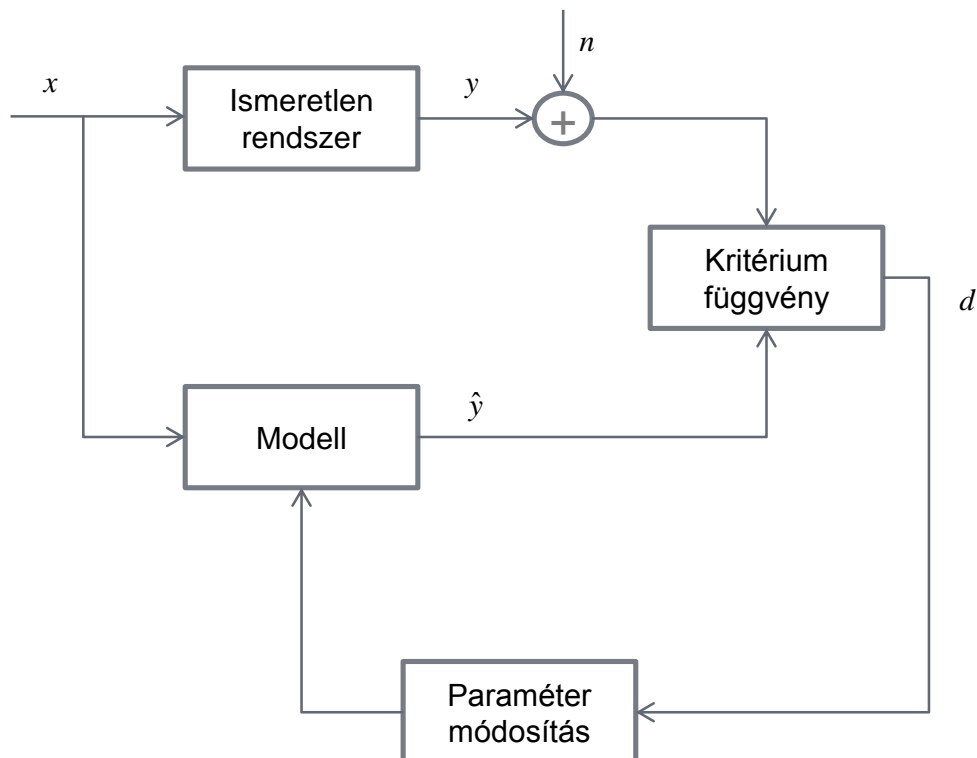 x
Ismeretlen
rendszer
y
n
+
Kritérium
függvény
d
Modell
ŷ
Paraméter
módosítás